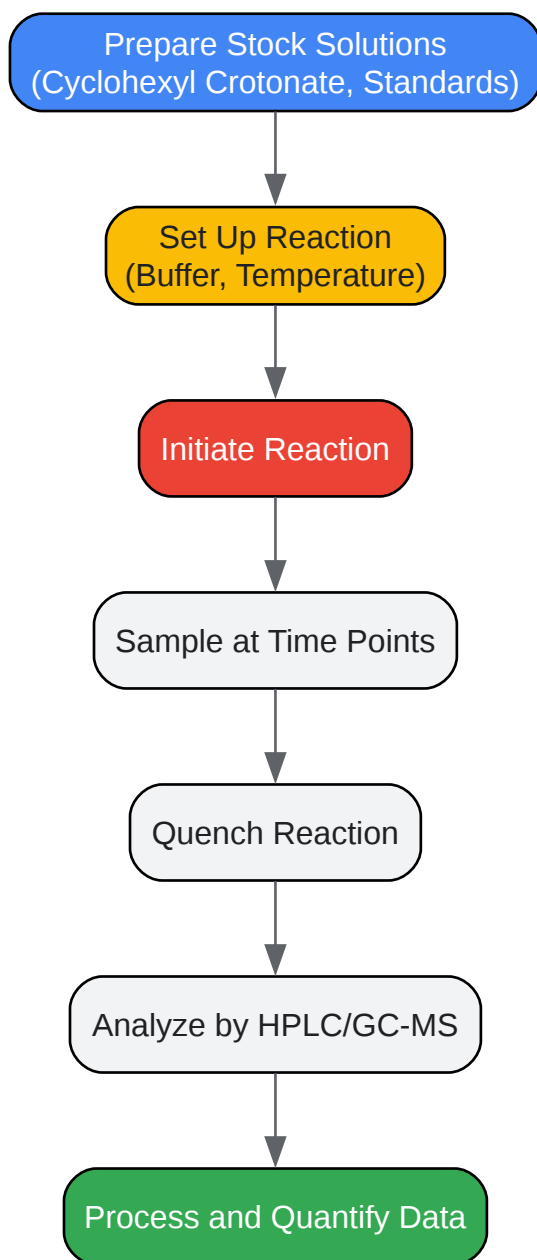 Prepare Stock Solutions
(Cyclohexyl Crotonate, Standards)
Set Up Reaction
(Buffer, Temperature)
Initiate Reaction
Sample at Time Points
Quench Reaction
Analyze by HPLC/GC-MS
Process and Quantify Data